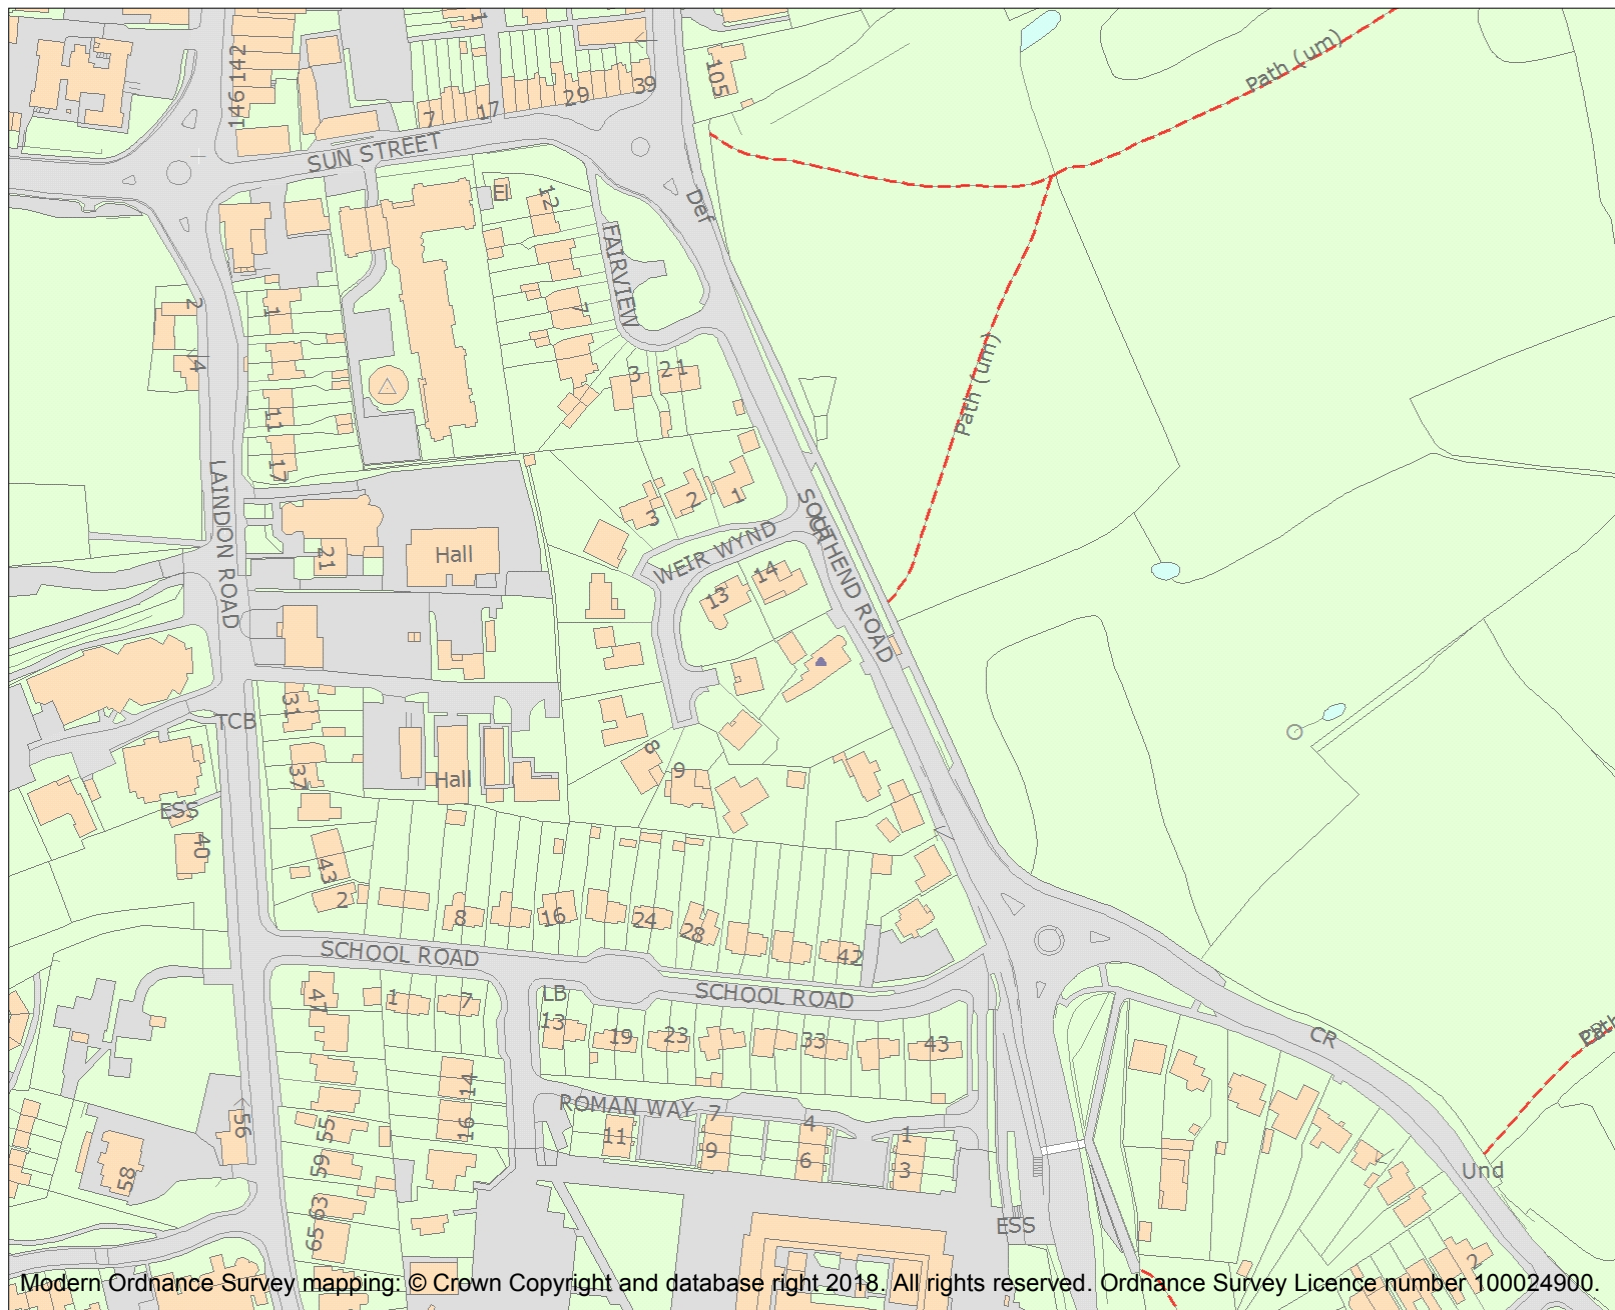 1
142
146
7
17
29
39
105
Path (um)
SUN STREET
El
12
Def
FAIRVIEW
2
1
7
4
Path (um)
3
2 1
11
17
LAINDON ROAD
3
2
1
SOUTHEND ROAD
CR
WEIR WYND
21
Hall
13
14
31
TCB
37
Hall
8
9
ESS
40
43
2
8
16
24
28
42
SCHOOL ROAD
SCHOOL ROAD
47
1
7
LB
13
19
23
33
43
CR
Path
14
ROMAN WAY
7
4
16
56
55
11
9
6
1
3
58
59
63
65
Und
ESS
2
Modern Ordnance Survey mapping: © Crown Copyright and database right 2018. All rights reserved. Ordnance Survey Licence number 100024900.